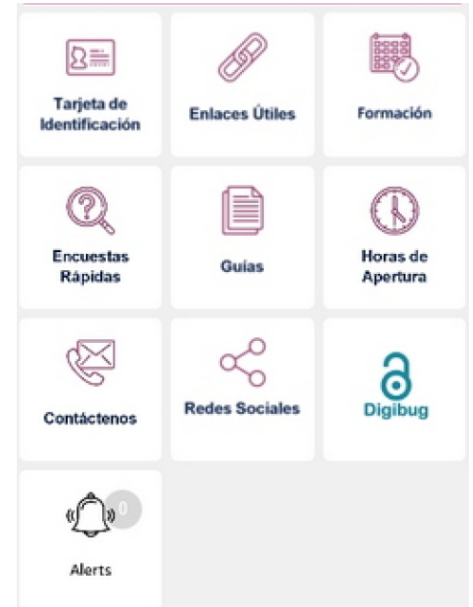 Tarjeta de
Identificación
Enlaces Útiles
Formación
Encuestas
Rápidas
Guías
Horas de
Apertura
Contáctenos
Redes Sociales
Digibug
0
Alerts